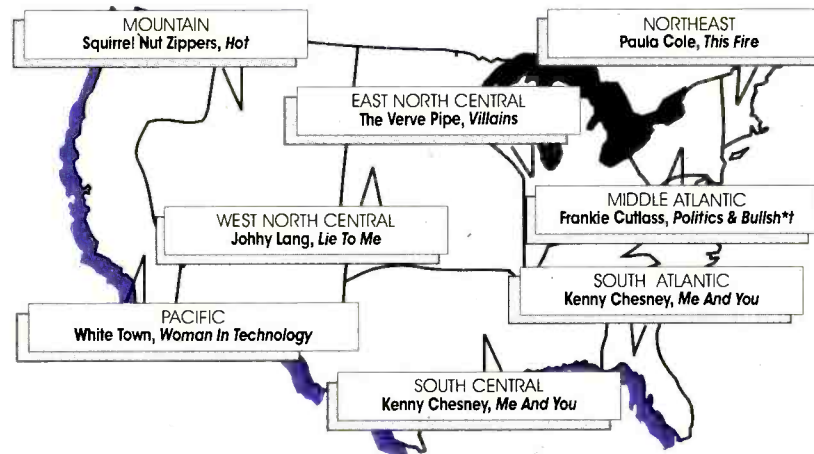 MOUNTAIN
Squirrel Nut Zippers, Hot
NORTHEAST
Paula Cole, This Fire
EAST NORTH CENTRAL
The Verve Pipe, Villains
MIDDLE ATLANTIC
Frankie Cutlass, Politics & Bullsh*t
WEST NORTH CENTRAL
Johhy Lang, Lie To Me
SOUTH ATLANTIC
Kenny Chesney, Me And You
PACIFIC
White Town, Woman In Technology
SOUTH CENTRAL
Kenny Chesney, Me And You